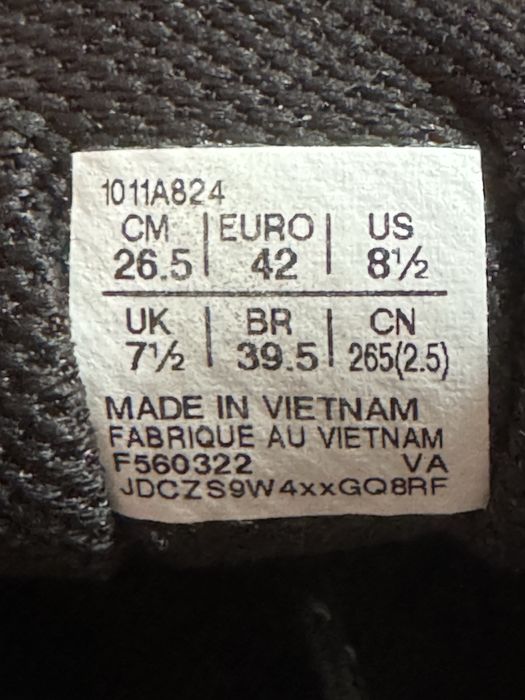 1011A824
CM | EURO | US
26.5 | 42 | 8½
UK | BR | CN
7½ | 39.5 | 265(2.5)
MADE IN VIETNAM
FABRIQUE AU VIETNAM
F560322 VA
JDCZS9W4xxGQ8RF